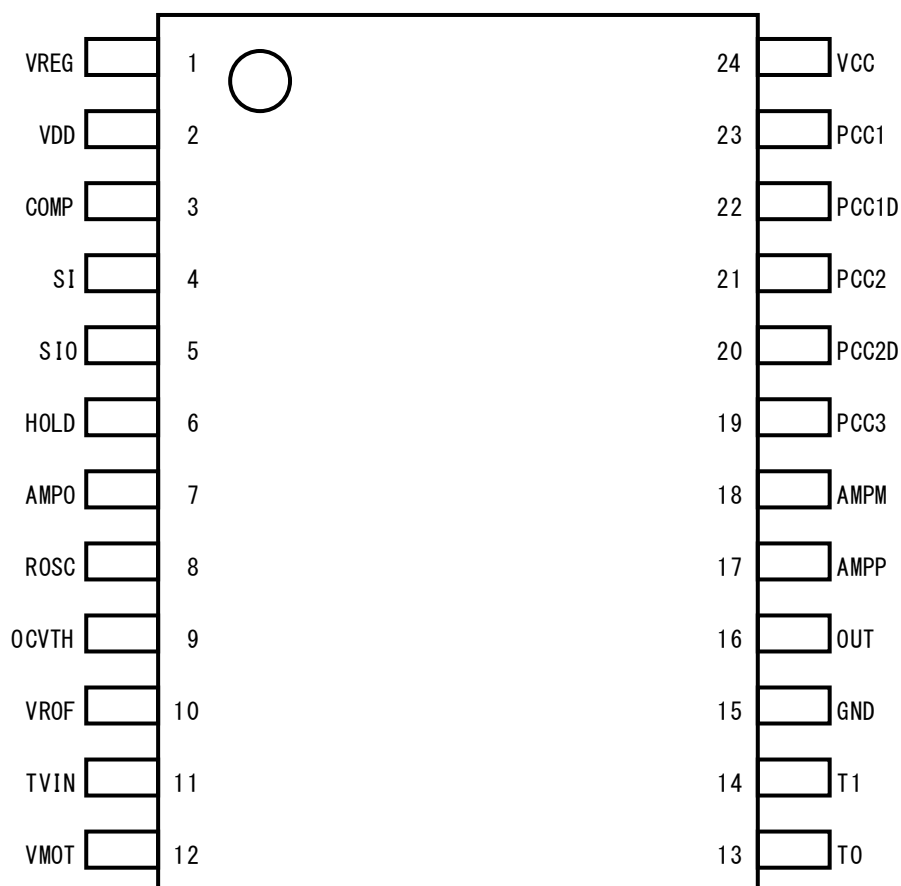 VREG 1 24 VCC
VDD 2 23 PCC1
COMP 3 22 PCC1D
SI 4 21 PCC2
SIO 5 20 PCC2D
HOLD 6 19 PCC3
AMPO 7 18 AMPM
ROSC 8 17 AMPP
OCVTH 9 16 OUT
VROF 10 15 GND
TVIN 11 14 T1
VMOT 12 13 T0